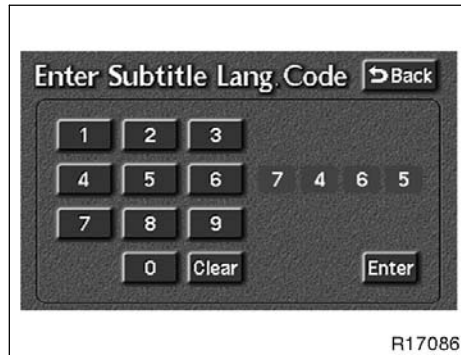 Enter Subtitle Lang. Code Back
1 2 3
4 5 6 7 4 6 5
7 8 9
0 Clear Enter
R17086